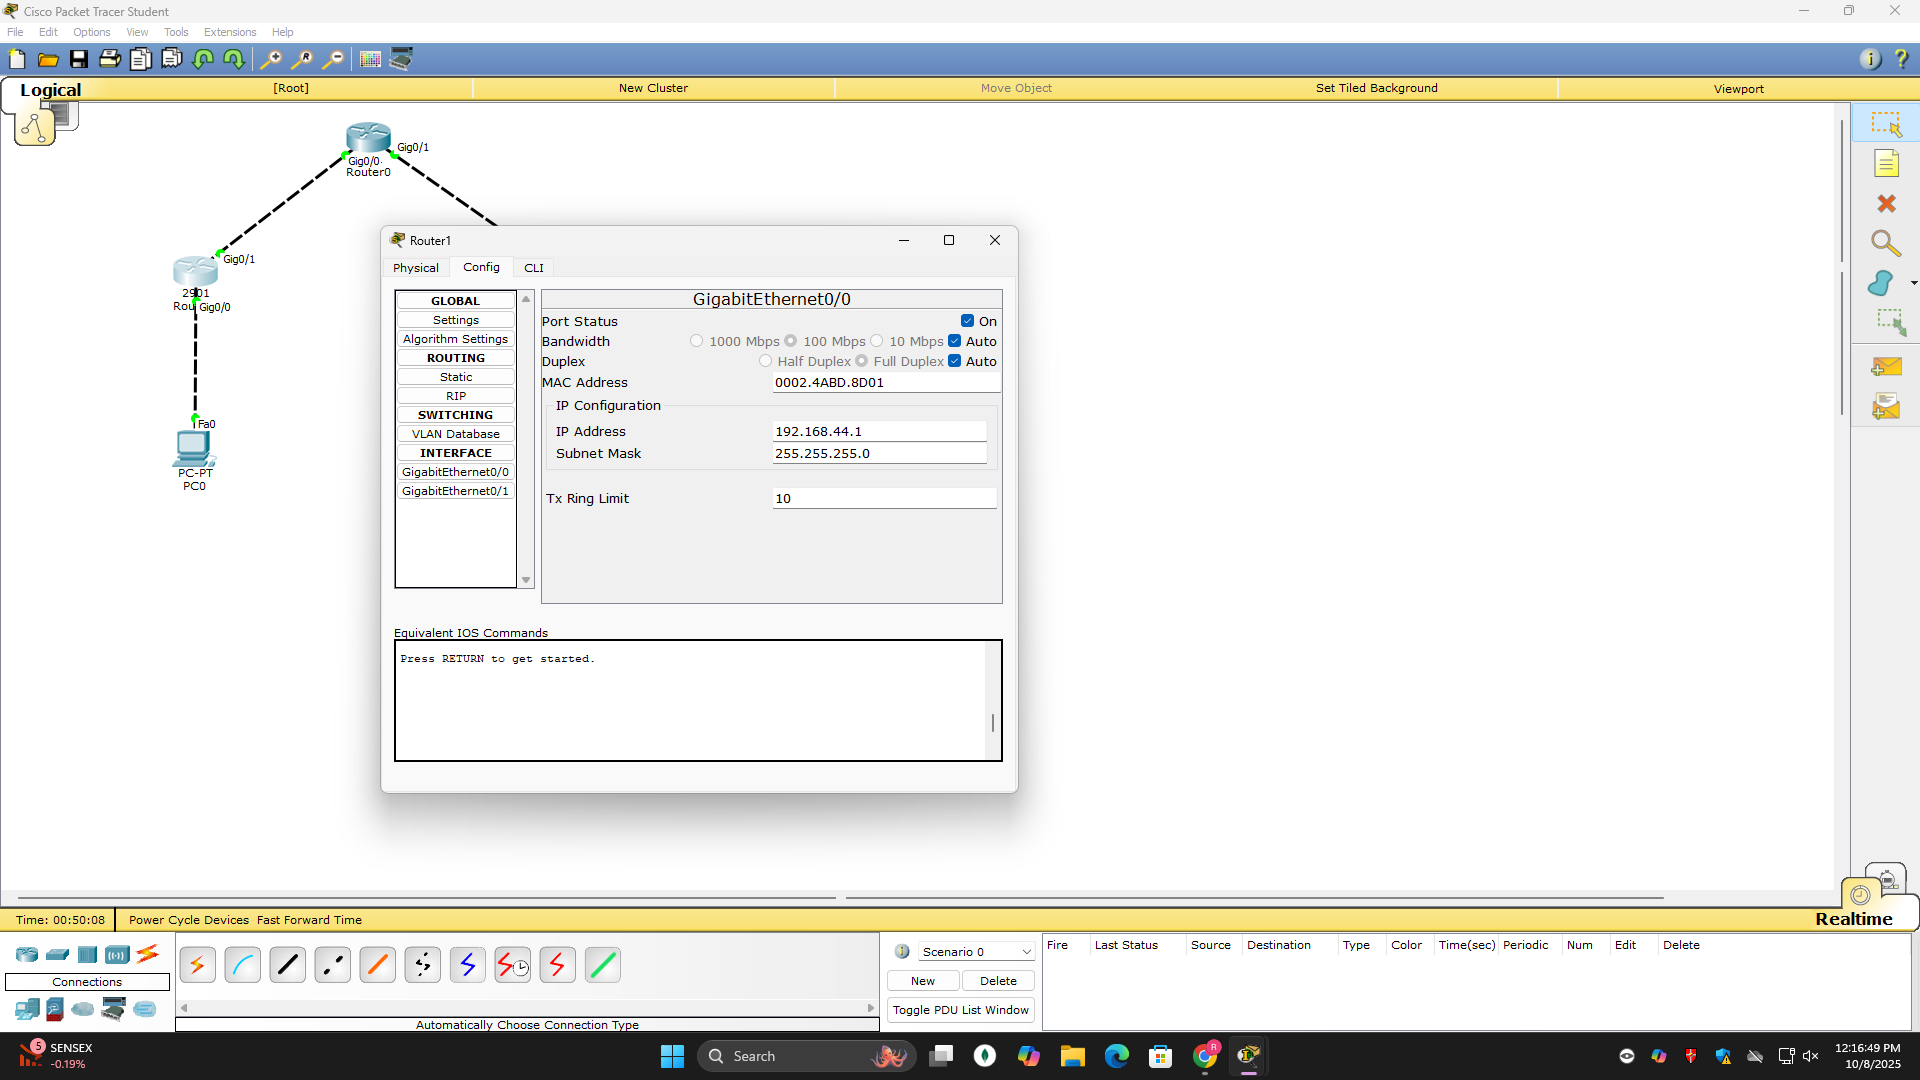 Cisco Packet Tracer Student
File Edit Options View Tools Extensions Help
Logical [Root] New Cluster Move Object Set Tiled Background Viewport
Gig0/1
Gig0/0
Router0
Gig0/1
2901
Rou Gig0/0
Fa0
PC-PT
PC0
Router1
Physical Config CLI
GLOBAL
Settings
Algorithm Settings
ROUTING
Static
RIP
SWITCHING
VLAN Database
INTERFACE
GigabitEthernet0/0
GigabitEthernet0/1
GigabitEthernet0/0
Port Status On
Bandwidth 1000 Mbps 100 Mbps 10 Mbps Auto
Duplex Half Duplex Full Duplex Auto
MAC Address 0002.4ABD.8D01
IP Configuration
IP Address 192.168.44.1
Subnet Mask 255.255.255.0
Tx Ring Limit 10
Equivalent IOS Commands
Press RETURN to get started.
Time: 00:50:08 Power Cycle Devices Fast Forward Time Realtime
Connections
Automatically Choose Connection Type
Scenario 0
New Delete
Toggle PDU List Window
Fire Last Status Source Destination Type Color Time(sec) Periodic Num Edit Delete
5 SENSEX
-0.19%
Search
R
12:16:49 PM
10/8/2025